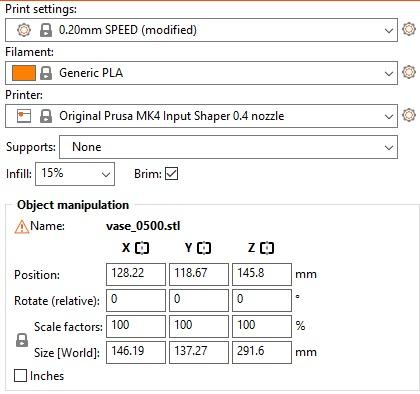 Print settings:
0.20mm SPEED (modified)
Filament:
Generic PLA
Printer:
Original Prusa MK4 Input Shaper 0.4 nozzle
Supports: None
Infill: 15% Brim:
Object manipulation
Name: vase_0500.stl
X Y Z
Position: 128.22 118.67 145.8 mm
Rotate (relative): 0 0 0 °
Scale factors: 100 100 100 %
Size [World]: 146.19 137.27 291.6 mm
Inches